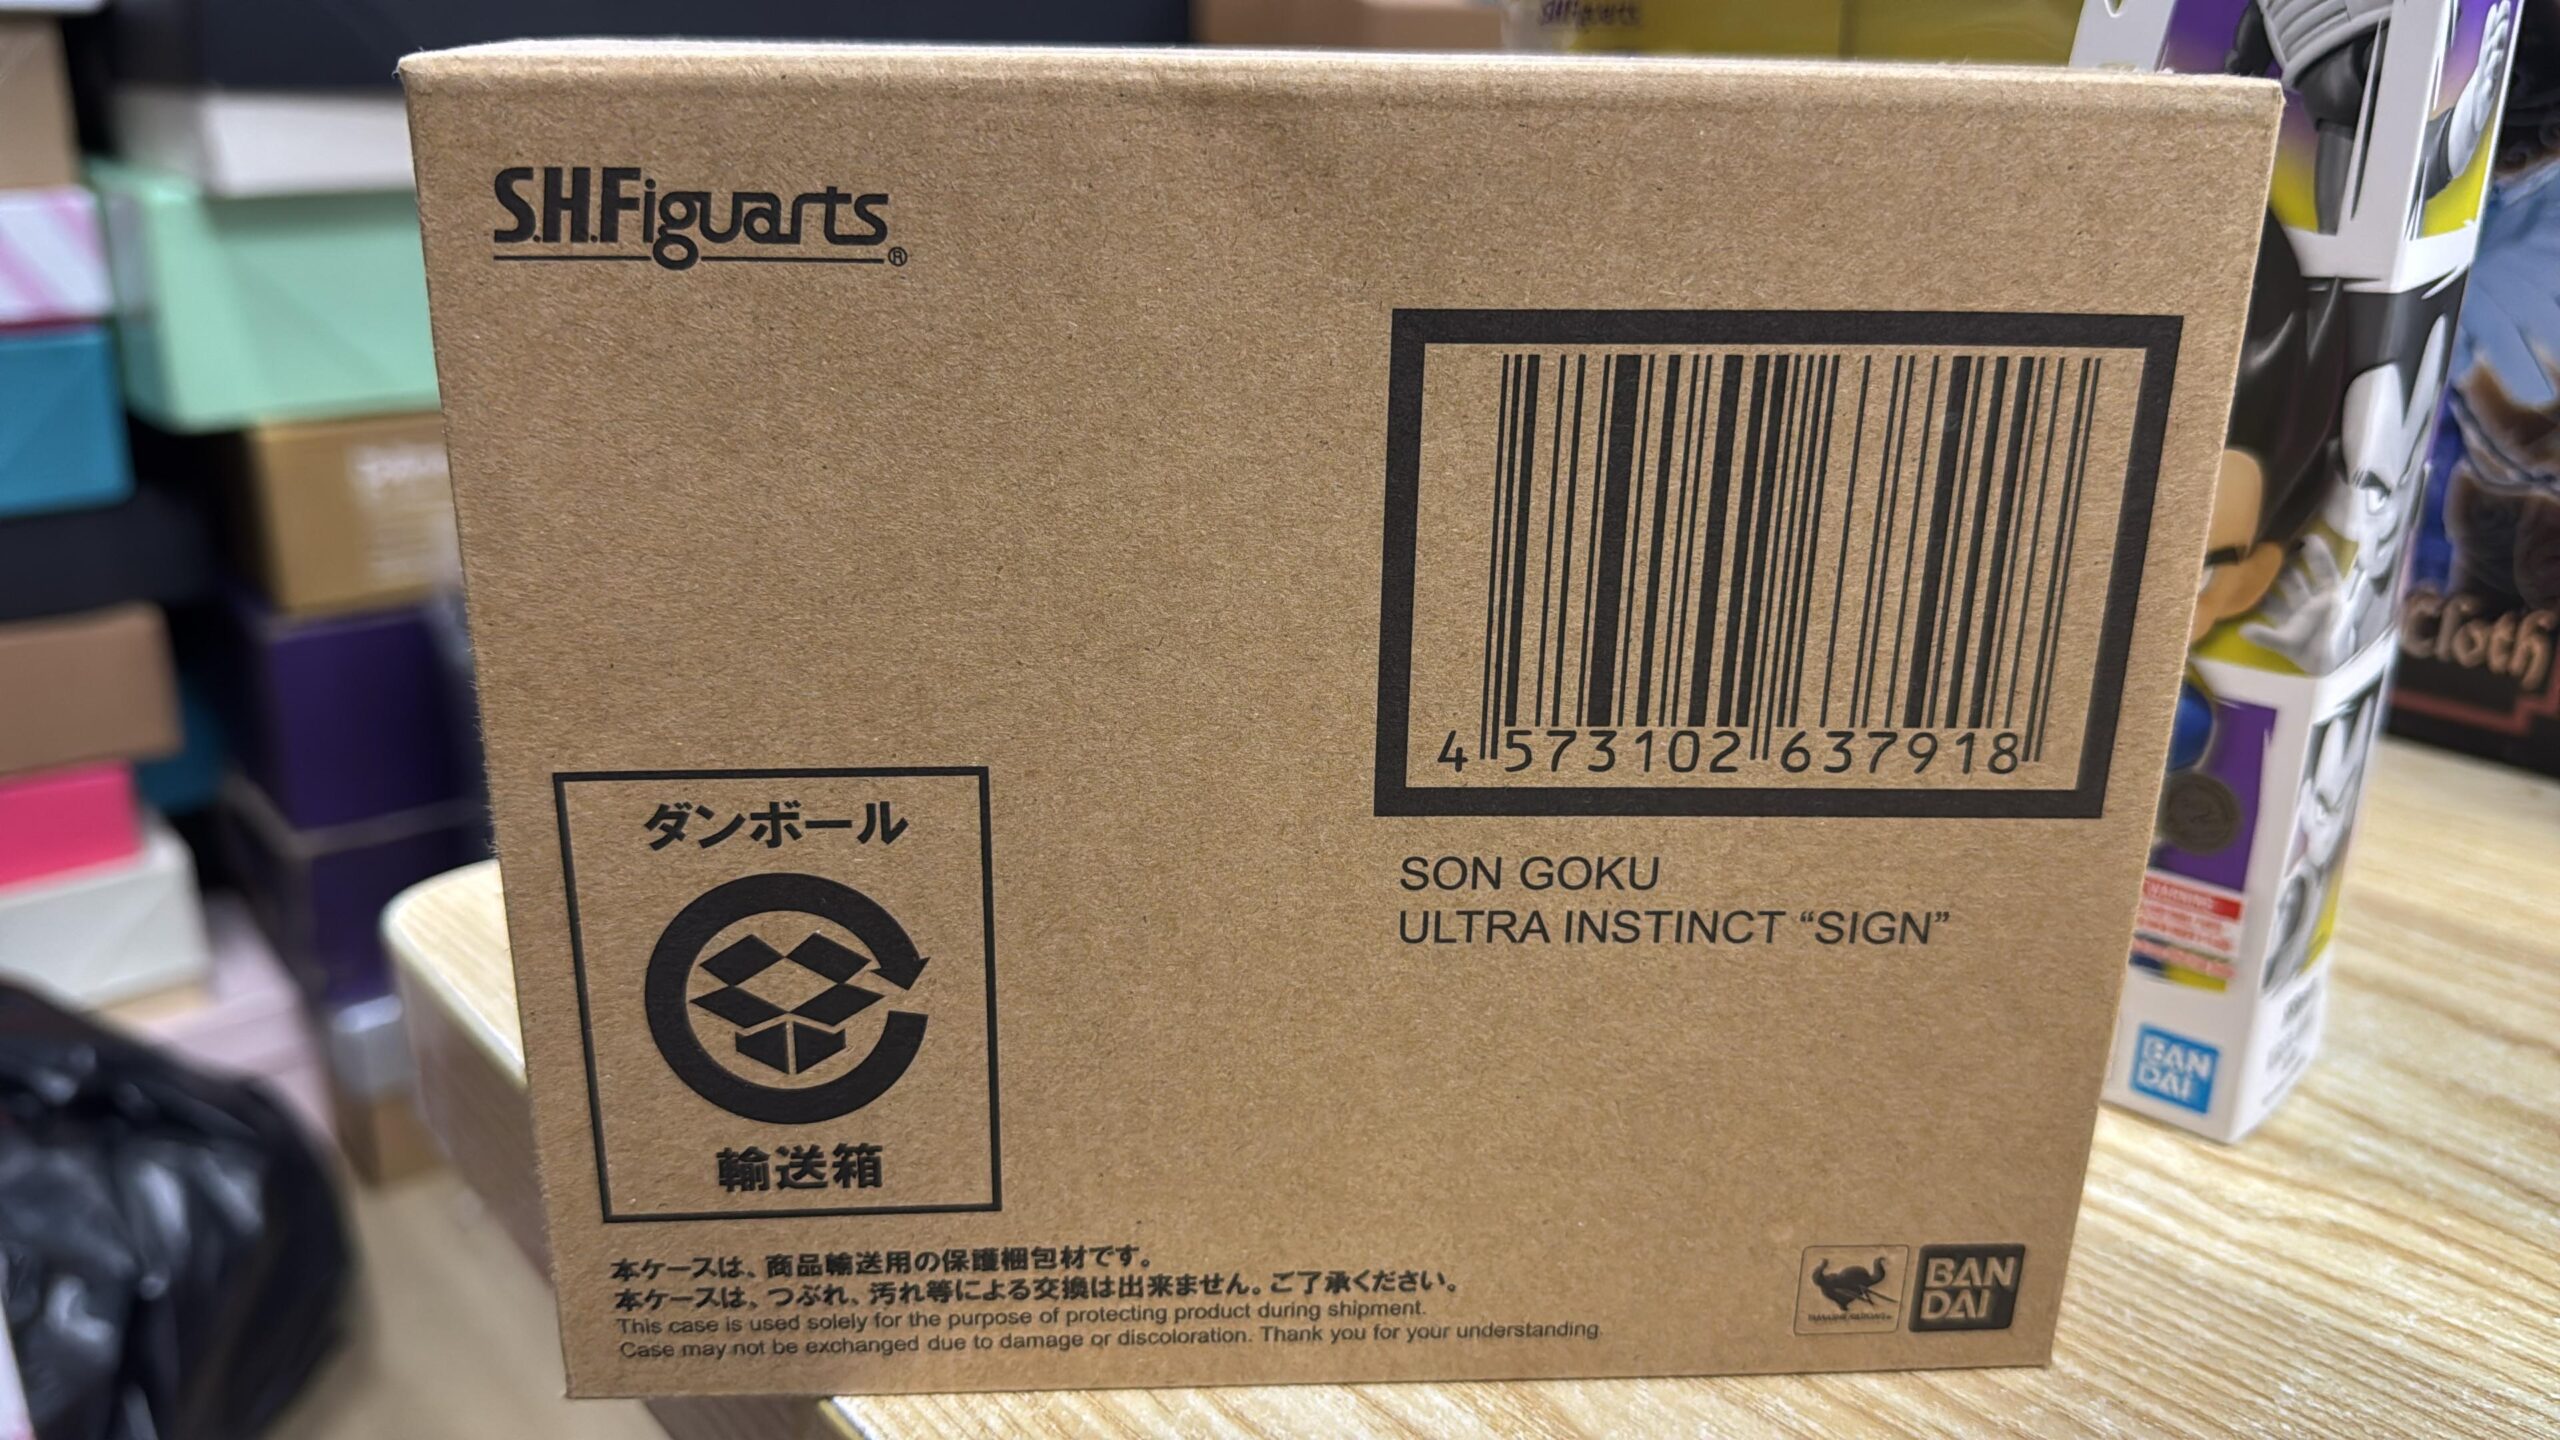 S.H.Figuarts
S.H.Figuarts®
4 573102 637918
SON GOKU
ULTRA INSTINCT “SIGN”
ダンボール
輸送箱
本ケースは、商品輸送用の保護梱包材です。
本ケースは、つぶれ、汚れ等による交換は出来ません。ご了承ください。
This case is used solely for the purpose of protecting product during shipment.
Case may not be exchanged due to damage or discoloration. Thank you for your understanding
BAN
DAI
Cloth
WARNING
BAN
DAI